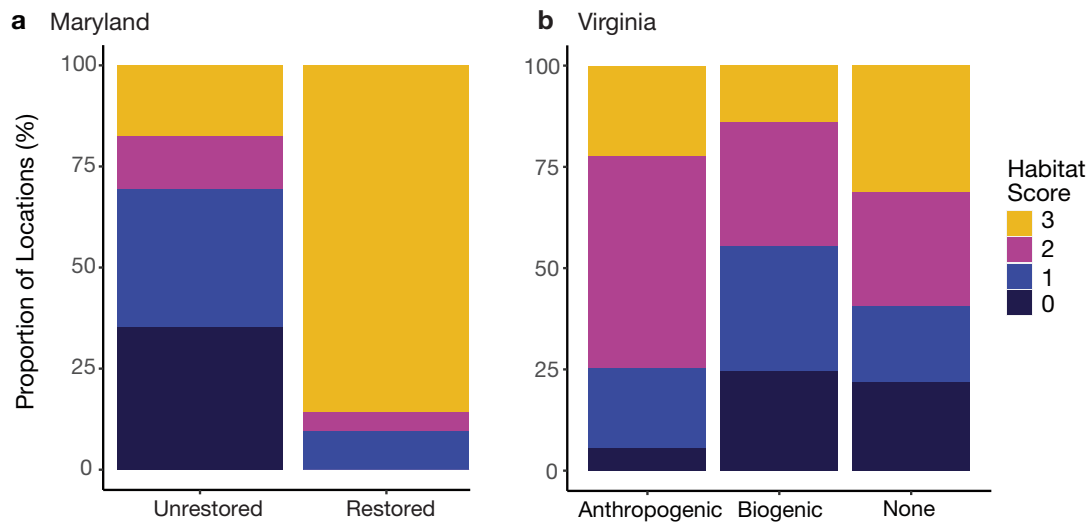 a Maryland
b Virginia
Proportion of Locations (%)
100
75
50
25
0
Unrestored
Restored
100
75
50
25
0
Anthropogenic
Biogenic
None
Habitat
Score
3
2
1
0